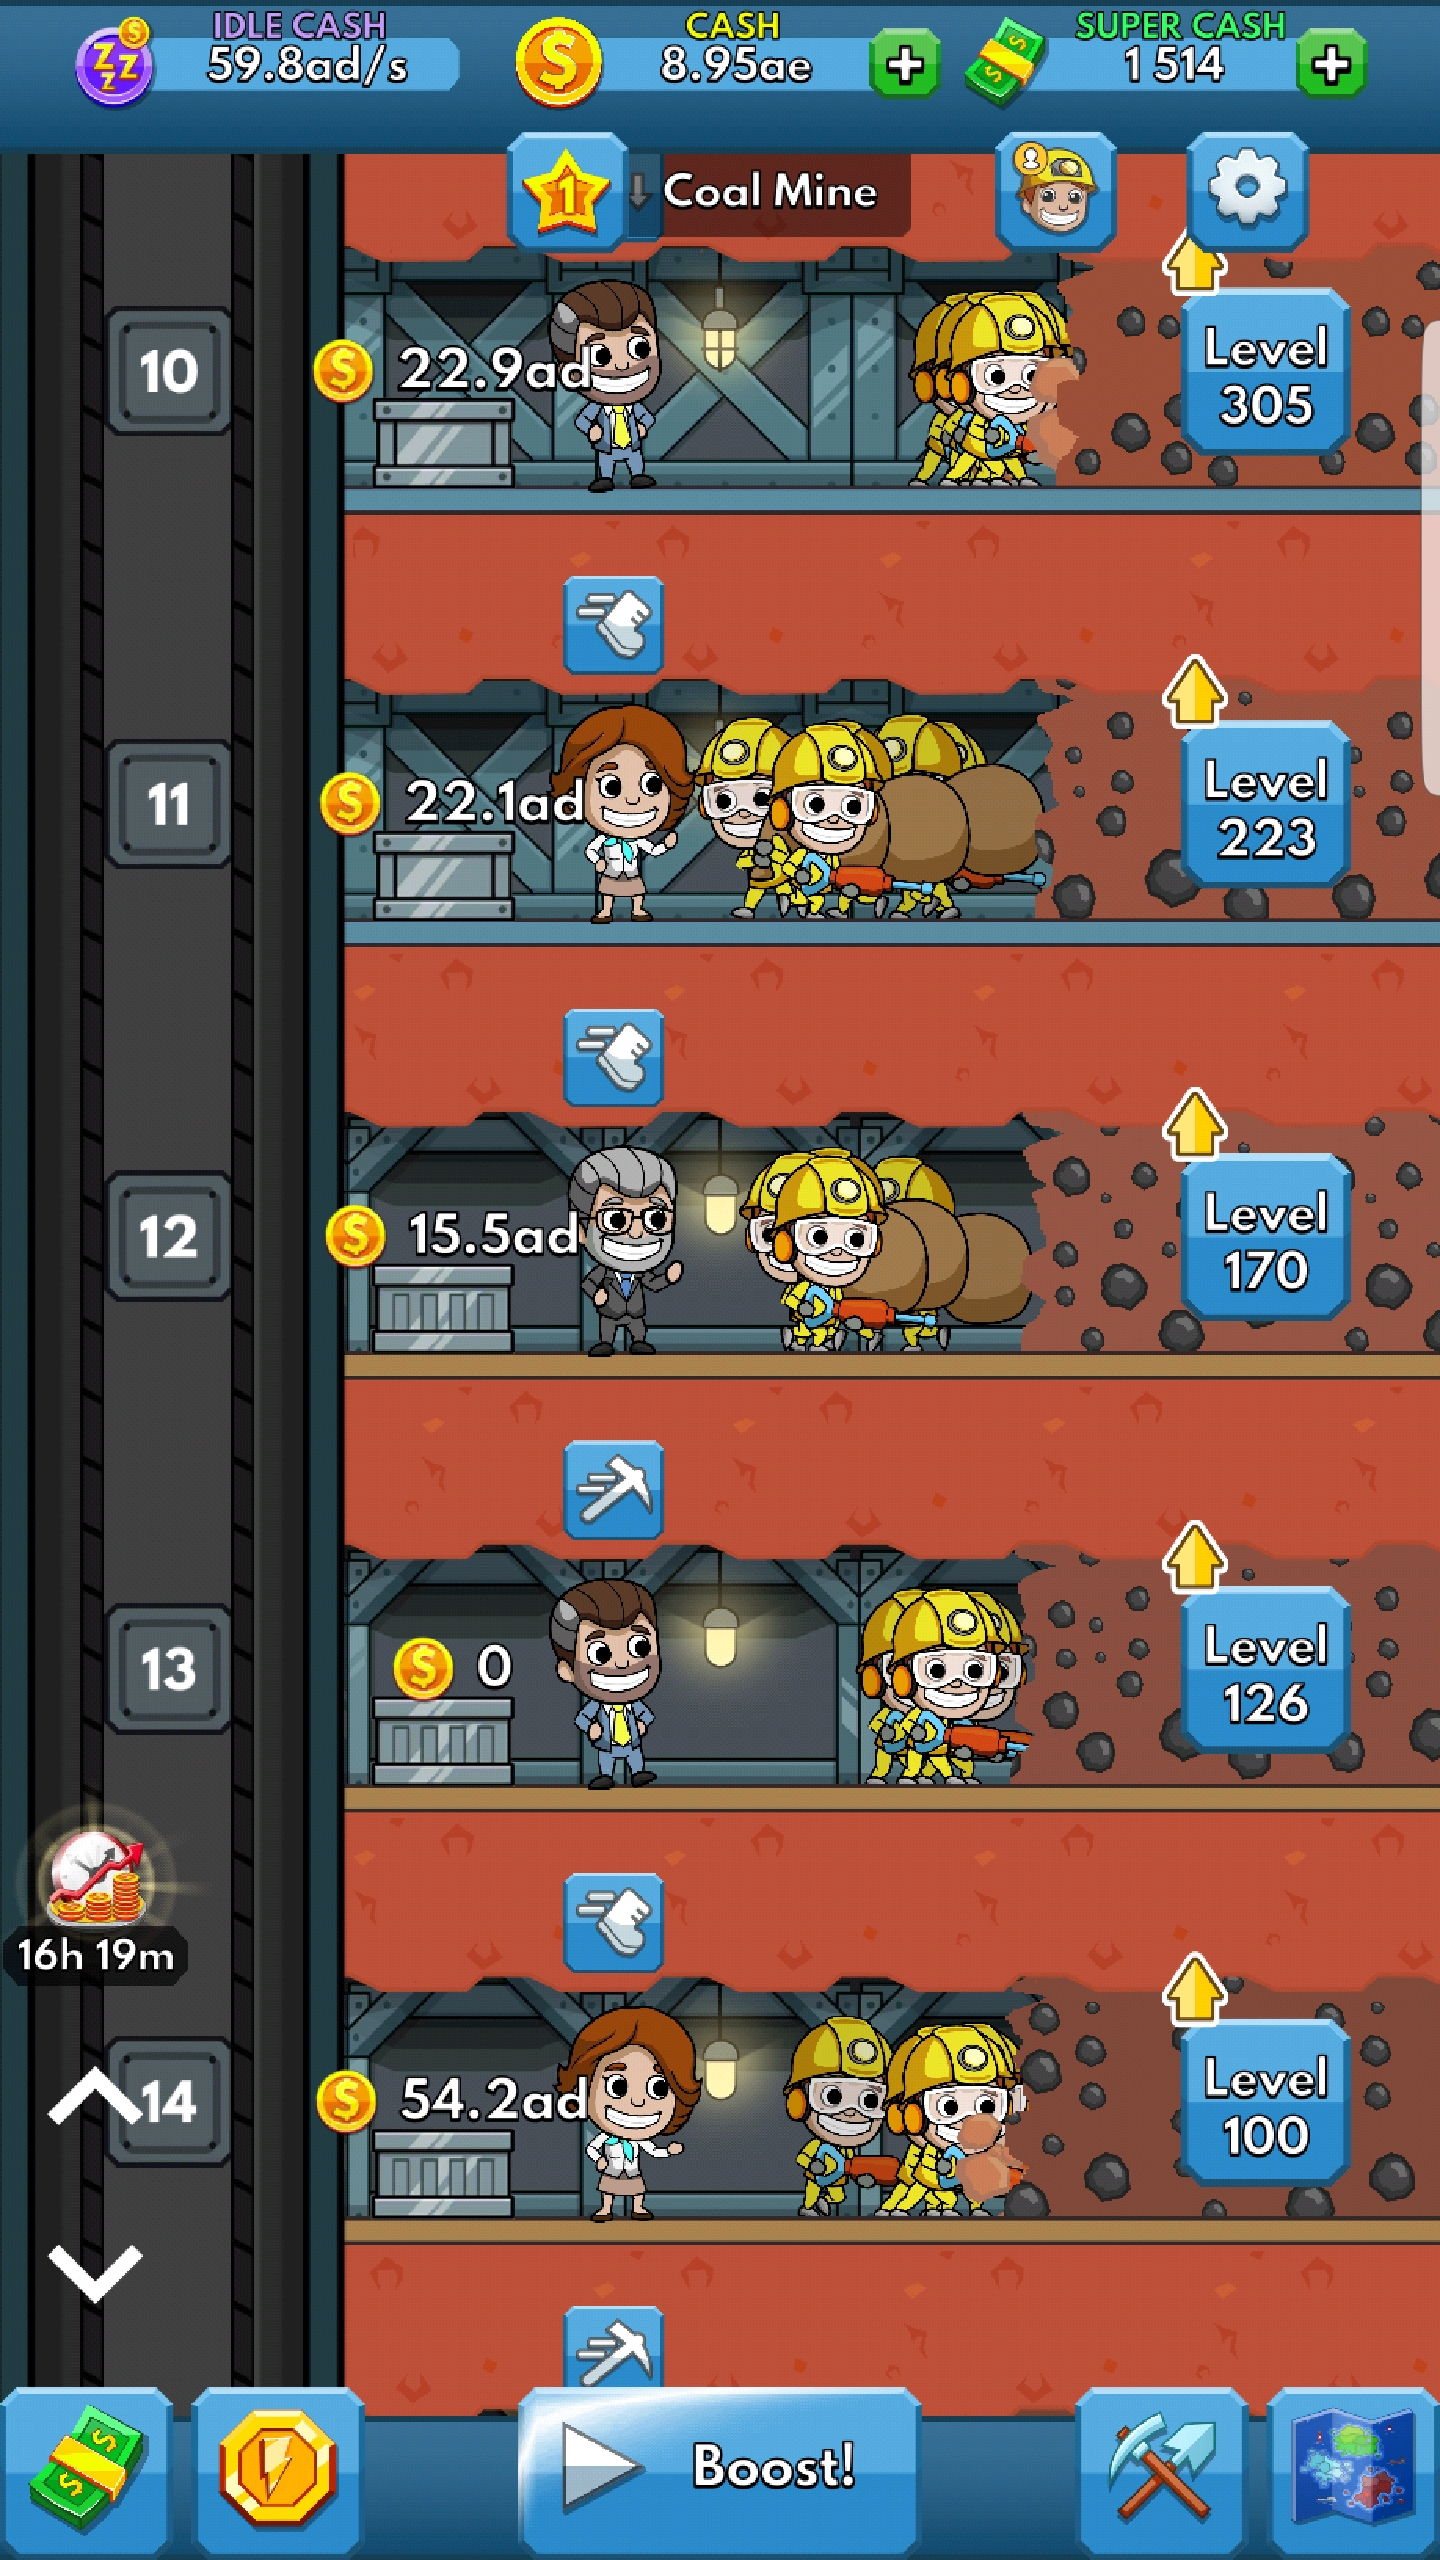 IDLE CASH
59.8ad/s
CASH
8.95ae
SUPER CASH
1 514
1
Coal Mine
10
22.9ad
Level
305
11
22.1ad
Level
223
12
15.5ad
Level
170
13
0
Level
126
16h 19m
14
54.2ad
Level
100
Boost!